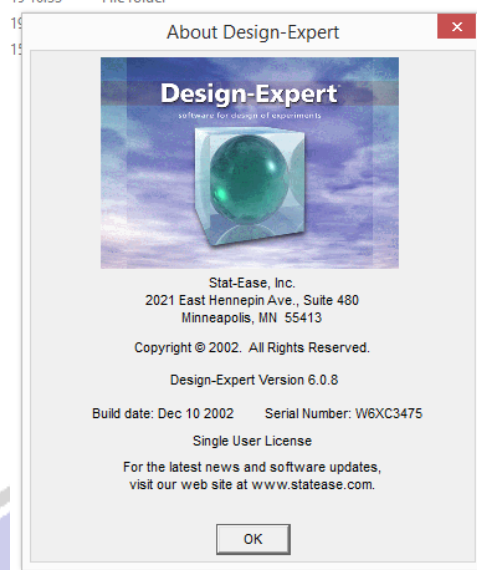 About Design-Expert
Design-Expert
software for design of experiments
Stat-Ease, Inc.
2021 East Hennepin Ave., Suite 480
Minneapolis, MN 55413
Copyright © 2002. All Rights Reserved.
Design-Expert Version 6.0.8
Build date: Dec 10 2002 Serial Number: W6XC3475
Single User License
For the latest news and software updates,
visit our web site at www.statease.com.
OK